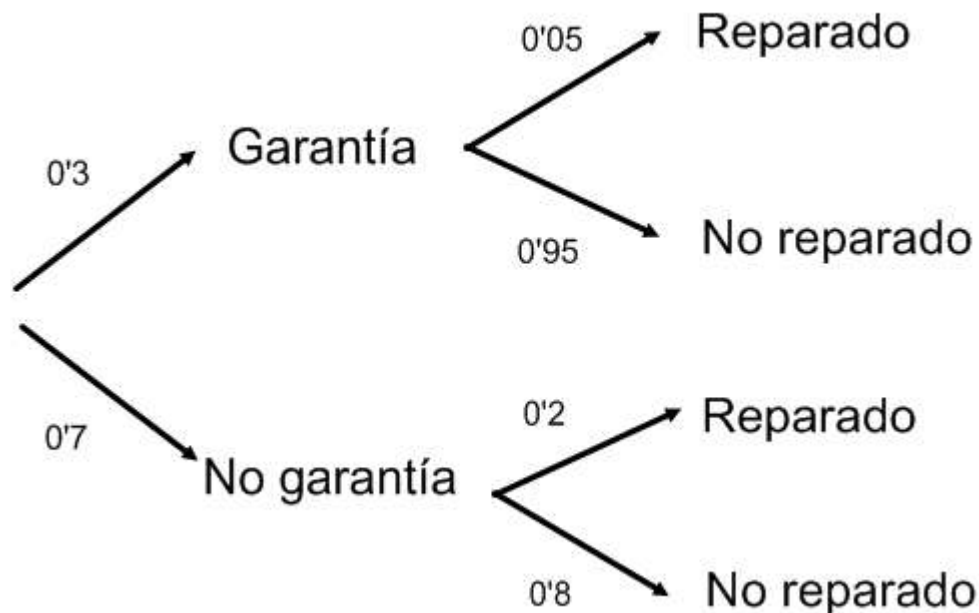 0'05
Reparado
0'3
Garantía
0'95
No reparado
0'7
No garantía
0'2
Reparado
0'8
No reparado